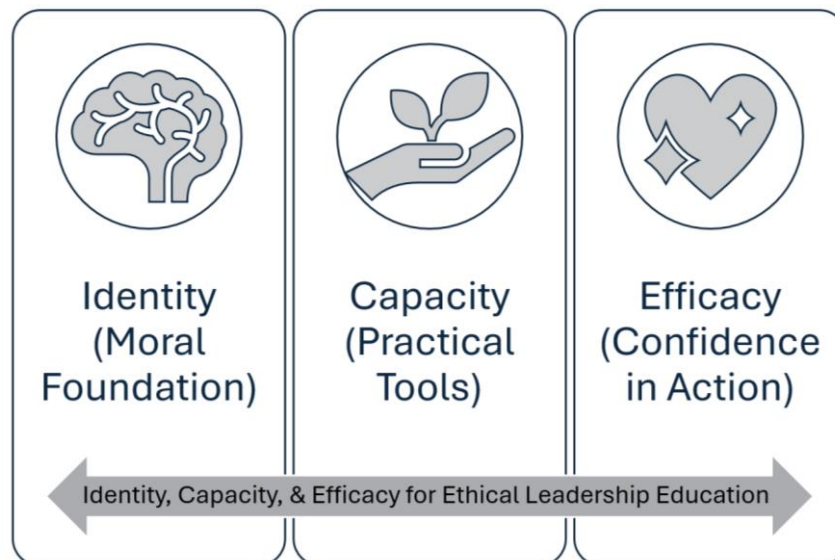 Identity
(Moral
Foundation)
Capacity
(Practical
Tools)
Efficacy
(Confidence
in Action)
Identity, Capacity, & Efficacy for Ethical Leadership Education